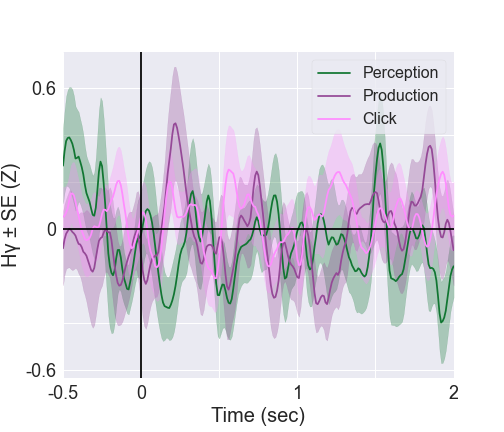 Perception
Production
Click
Hγ ± SE (Z)
0.6
0
-0.6
-0.5
0
1
2
Time (sec)